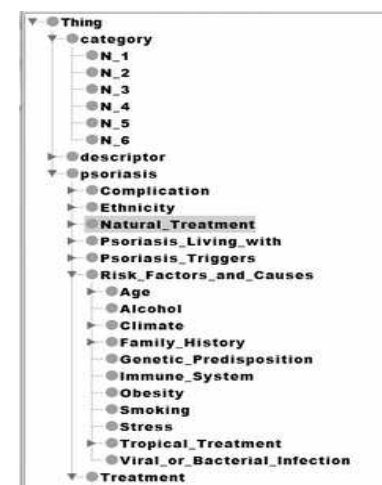 Thing
category
N_1
N_2
N_3
N_4
N_5
N_6
descriptor
psoriasis
Complication
Ethnicity
Natural_Treatment
Psoriasis_Living_with
Psoriasis_Triggers
Risk_Factors_and_Causes
Age
Alcohol
Climate
Family_History
Genetic_Predisposition
Immune_System
Obesity
Smoking
Stress
Tropical_Treatment
Viral_or_Bacterial_Infection
Treatment